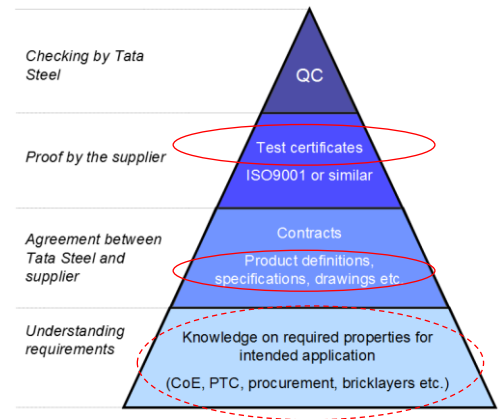 Checking by Tata
Steel
QC
Proof by the supplier
Test certificates
ISO9001 or similar
Agreement between
Tata Steel and
supplier
Contracts
Product definitions,
specifications, drawings etc.
Understanding
requirements
Knowledge on required properties for
intended application
(CoE, PTC, procurement, bricklayers etc.)